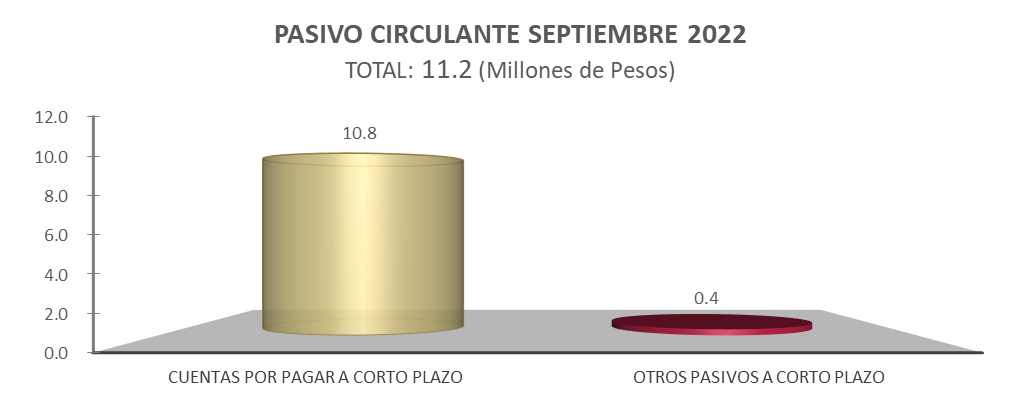 PASIVO CIRCULANTE SEPTIEMBRE 2022
TOTAL: 11.2 (Millones de Pesos)
12.0
10.0
8.0
6.0
4.0
2.0
0.0
10.8
0.4
CUENTAS POR PAGAR A CORTO PLAZO
OTROS PASIVOS A CORTO PLAZO